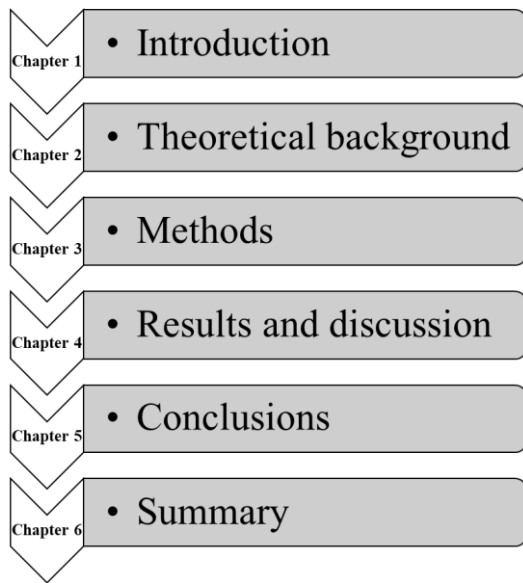 Chapter 1
• Introduction
Chapter 2
• Theoretical background
Chapter 3
• Methods
Chapter 4
• Results and discussion
Chapter 5
• Conclusions
Chapter 6
• Summary